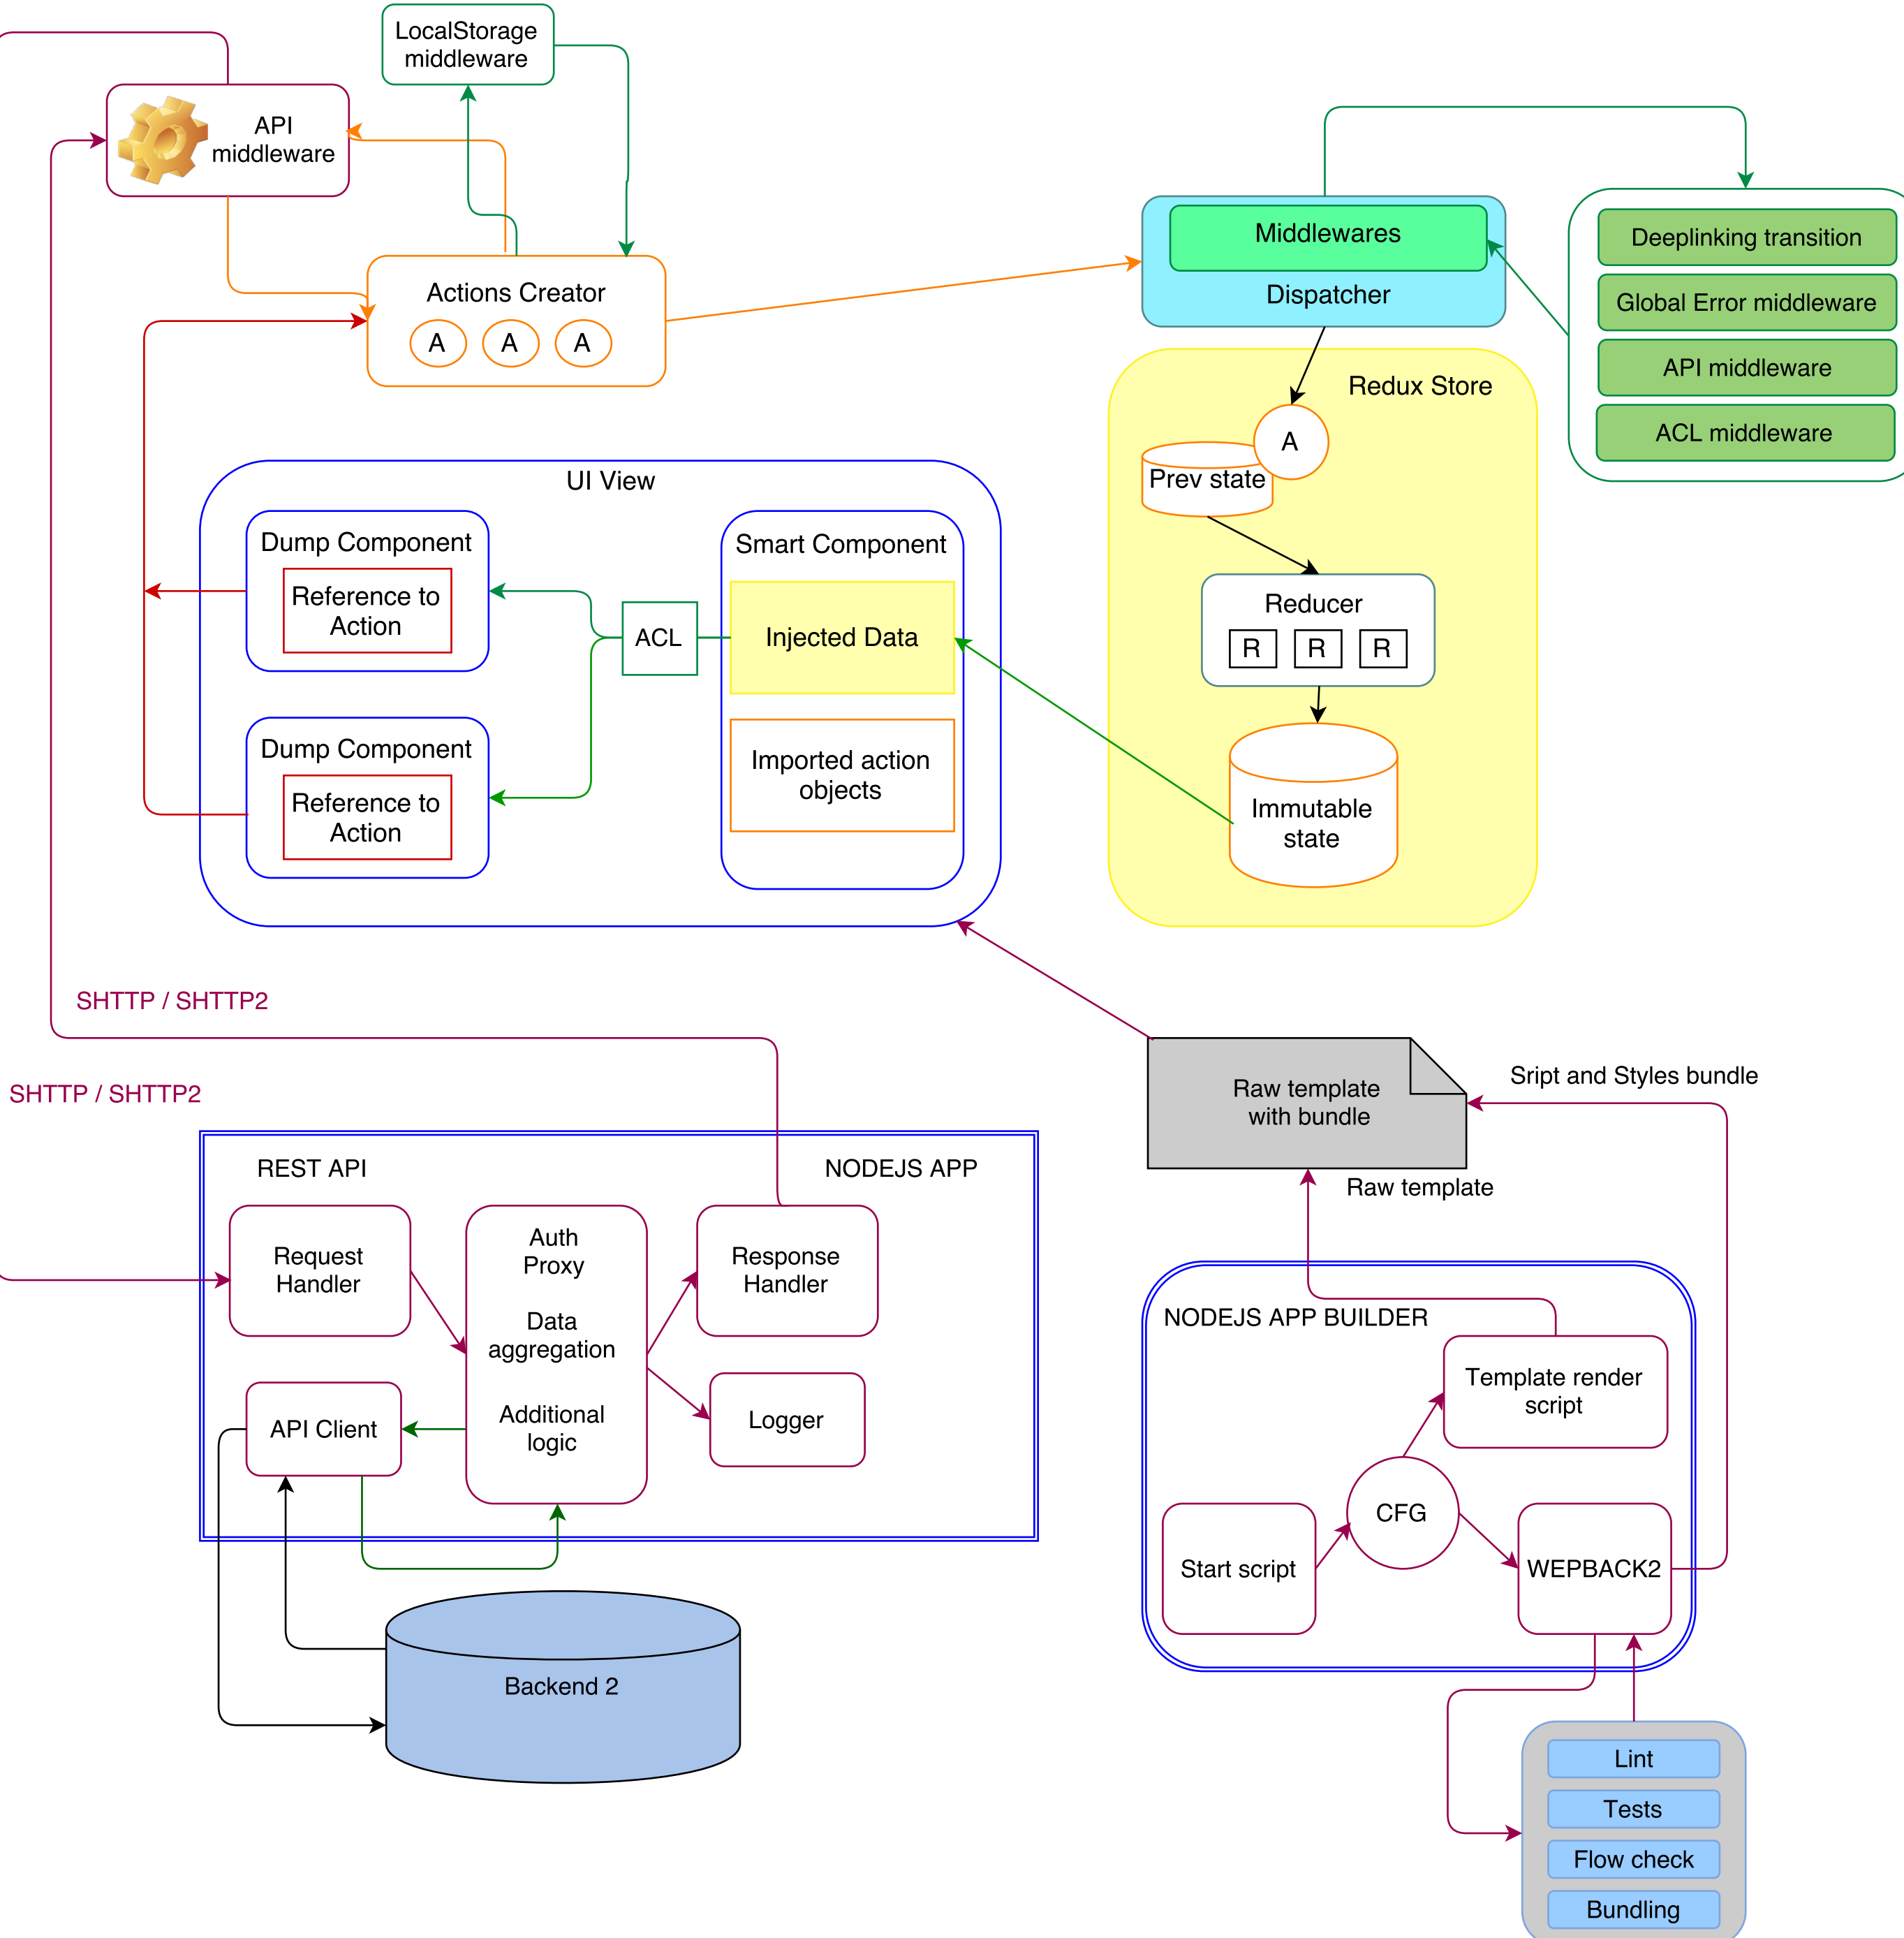 LocalStorage
middleware
API
middleware
Actions Creator
A A A
Middlewares
Dispatcher
Deeplinking transition
Global Error middleware
API middleware
ACL middleware
Redux Store
A
Prev state
Reducer
R R R
Immutable
state
UI View
Dump Component
Reference to
Action
Dump Component
Reference to
Action
ACL
Smart Component
Injected Data
Imported action
objects
SHTTP / SHTTP2
SHTTP / SHTTP2
Raw template
with bundle
Sript and Styles bundle
Raw template
REST API
NODEJS APP
Request
Handler
Auth
Proxy
Data
aggregation
Additional
logic
Response
Handler
Logger
API Client
Backend 2
NODEJS APP BUILDER
Template render
script
CFG
Start script
WEPBACK2
Lint
Tests
Flow check
Bundling